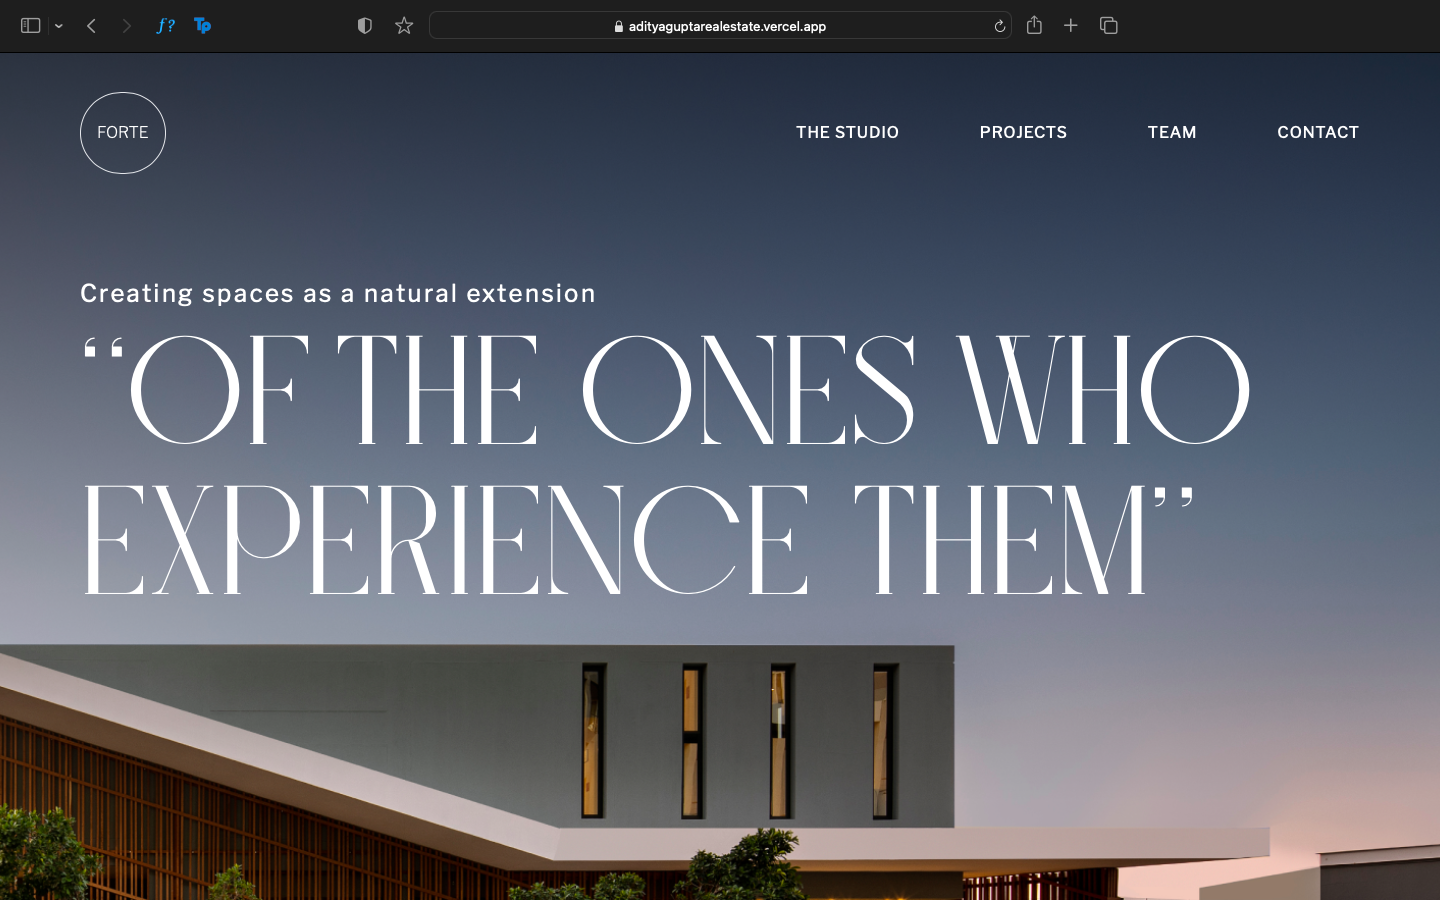 f?
Tp
adityaguptarealestate.vercel.app
FORTE
THE STUDIO
PROJECTS
TEAM
CONTACT
Creating spaces as a natural extension
“OF THE ONES WHO
EXPERIENCE THEM”